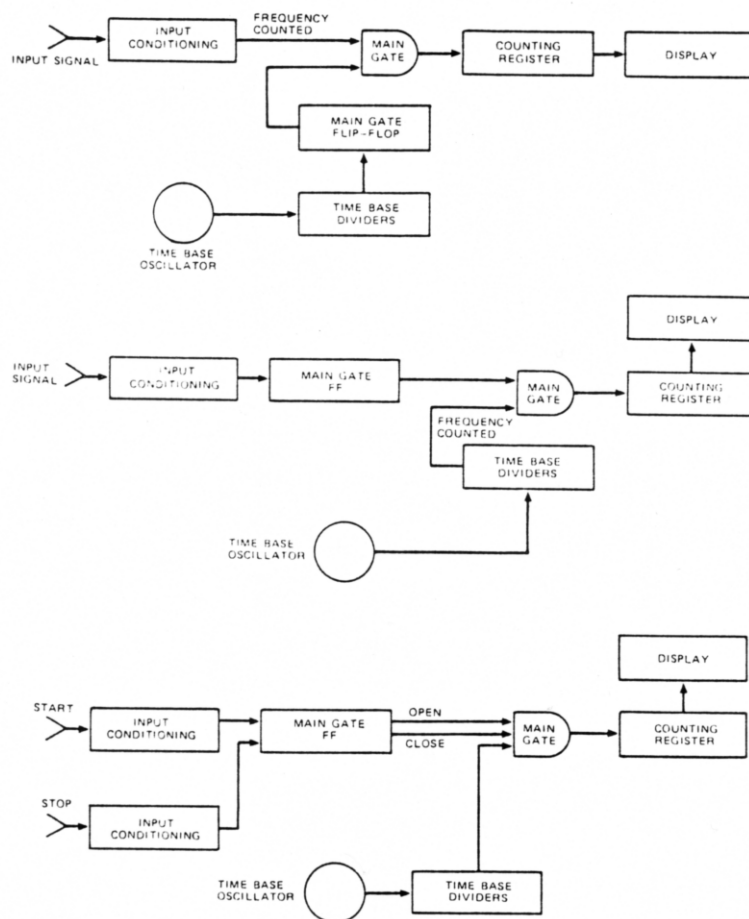 INPUT
CONDITIONING
FREQUENCY
COUNTED
MAIN
GATE
COUNTING
REGISTER
DISPLAY
INPUT SIGNAL
MAIN GATE
FLIP-FLOP
TIME BASE
DIVIDERS
TIME BASE
OSCILLATOR
DISPLAY
INPUT
SIGNAL
INPUT
CONDITIONING
MAIN GATE
FF
MAIN
GATE
COUNTING
REGISTER
FREQUENCY
COUNTED
TIME BASE
DIVIDERS
TIME BASE
OSCILLATOR
DISPLAY
START
INPUT
CONDITIONING
MAIN GATE
FF
OPEN
CLOSE
MAIN
GATE
COUNTING
REGISTER
STOP
INPUT
CONDITIONING
TIME BASE
OSCILLATOR
TIME BASE
DIVIDERS